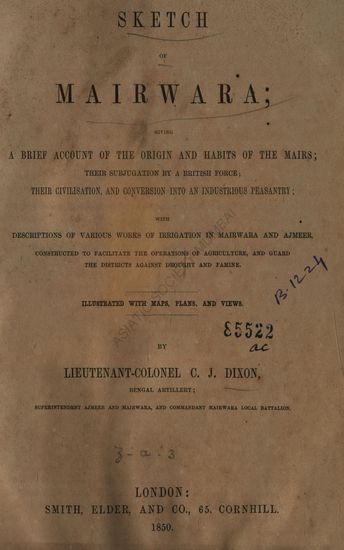 SKETCH
OF
MAIRWARA;
GIVING
A BRIEF ACCOUNT OF THE ORIGIN AND HABITS OF THE MAIRS;
THEIR SUBJUGATION BY A BRITISH FORCE;
THEIR CIVILISATION, AND CONVERSION INTO AN INDUSTRIOUS PEASANTRY;
WITH
DESCRIPTIONS OF VARIOUS WORKS OF IRRIGATION IN MAIRWARA AND AJMEER,
CONSTRUCTED TO FACILITATE THE OPERATIONS OF AGRICULTURE, AND GUARD
THE DISTRICTS AGAINST DROUGHT AND FAMINE.
ILLUSTRATED WITH MAPS, PLANS, AND VIEWS.
B.1224
85522
ac
BY
LIEUTENANT-COLONEL C. J. DIXON,
BENGAL ARTILLERY;
SUPERINTENDENT AJMEER AND MAIRWARA, AND COMMANDANT MAIRWARA LOCAL BATTALION.
3-a-3
LONDON:
SMITH, ELDER, AND CO., 65, CORNHILL.
1850.